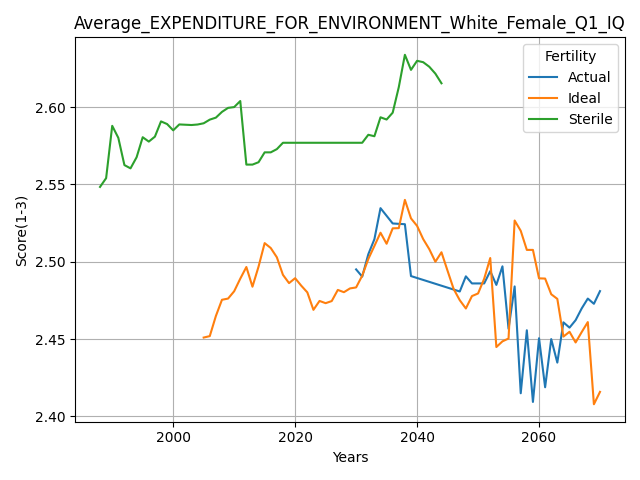 Average_EXPENDITURE_FOR_ENVIRONMENT_White_Female_Q1_IQ
Fertility
Actual
Ideal
Sterile
Score(1-3)
2.60
2.55
2.50
2.45
2.40
2000 2020 2040 2060
Years